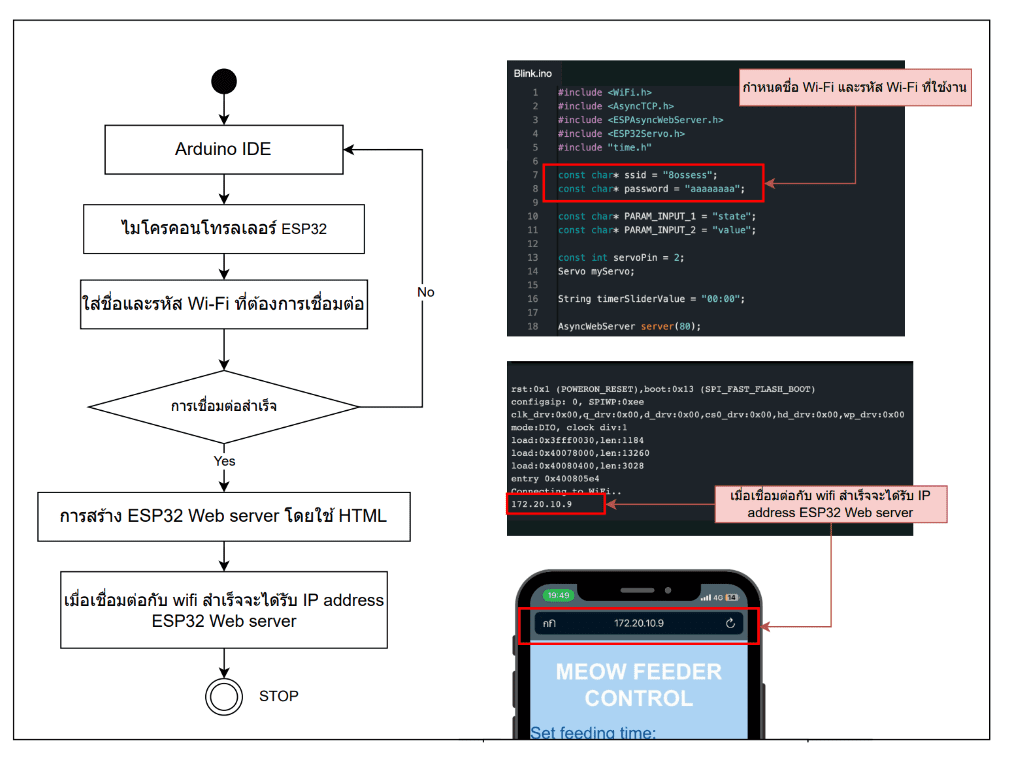 Arduino IDE
ไมโครคอนโทรลเลอร์ ESP32
ใส่ชื่อและรหัส Wi-Fi ที่ต้องการเชื่อมต่อ
No
การเชื่อมต่อสำเร็จ
Yes
การสร้าง ESP32 Web server โดยใช้ HTML
เมื่อเชื่อมต่อกับ wifi สำเร็จจะได้รับ IP address
ESP32 Web server
STOP
Blink.ino
กำหนดชื่อ Wi-Fi และรหัส Wi-Fi ที่ใช้งาน
1 #include <WiFi.h>
2 #include <AsyncTCP.h>
3 #include <ESPAsyncWebServer.h>
4 #include <ESP32Servo.h>
5 #include "time.h"
6
7 const char* ssid = "8ossess";
8 const char* password = "aaaaaaaa";
9
10 const char* PARAM_INPUT_1 = "state";
11 const char* PARAM_INPUT_2 = "value";
12
13 const int servoPin = 2;
14 Servo myServo;
15
16 String timerSliderValue = "00:00";
17
18 AsyncWebServer server(80);
rst:0x1 (POWERON_RESET),boot:0x13 (SPI_FAST_FLASH_BOOT)
configsip: 0, SPIWP:0xee
clk_drv:0x00,q_drv:0x00,d_drv:0x00,cs0_drv:0x00,hd_drv:0x00,wp_drv:0x00
mode:DIO, clock div:1
load:0x3fff0030,len:1184
load:0x40078000,len:13260
load:0x40080400,len:3028
entry 0x400805e4
Connecting to WiFi..
172.20.10.9
เมื่อเชื่อมต่อกับ wifi สำเร็จจะได้รับ IP
address ESP32 Web server
19:49
4G 14
กกิ 172.20.10.9
MEOW FEEDER
CONTROL
Set feeding time: